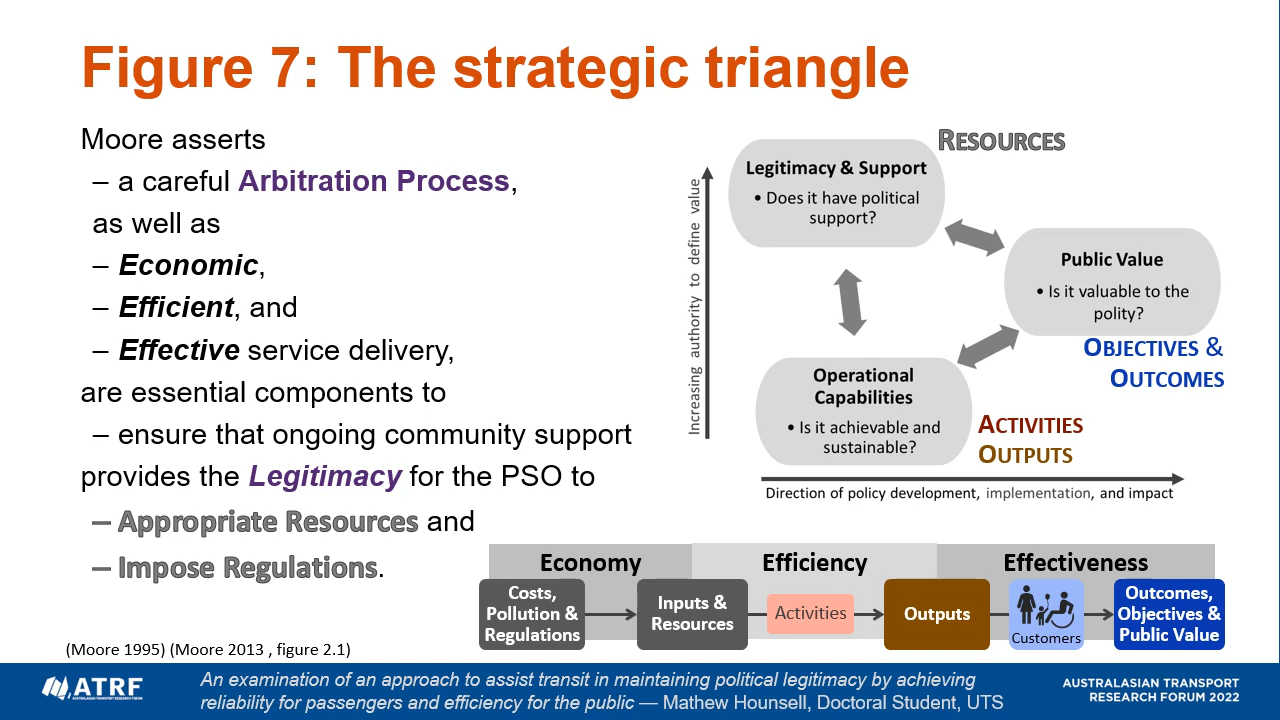 Figure 7: The strategic triangle
Moore asserts
– a careful Arbitration Process,
as well as
– Economic,
– Efficient, and
– Effective service delivery,
are essential components to
– ensure that ongoing community support
provides the Legitimacy for the PSO to
– Appropriate Resources and
– Impose Regulations.
(Moore 1995) (Moore 2013 , figure 2.1)
Increasing authority to define value
RESOURCES
Legitimacy & Support
• Does it have political
support?
Public Value
• Is it valuable to the
polity?
OBJECTIVES &
OUTCOMES
Operational
Capabilities
• Is it achievable and
sustainable?
ACTIVITIES
OUTPUTS
Direction of policy development, implementation, and impact
Economy
Efficiency
Effectiveness
Costs,
Pollution &
Regulations
Inputs &
Resources
Activities
Outputs
Customers
Outcomes,
Objectives &
Public Value
ATRF
AUSTRALASIAN TRANSPORT RESEARCH FORUM
An examination of an approach to assist transit in maintaining political legitimacy by achieving
reliability for passengers and efficiency for the public — Mathew Hounsell, Doctoral Student, UTS
AUSTRALASIAN TRANSPORT
RESEARCH FORUM 2022